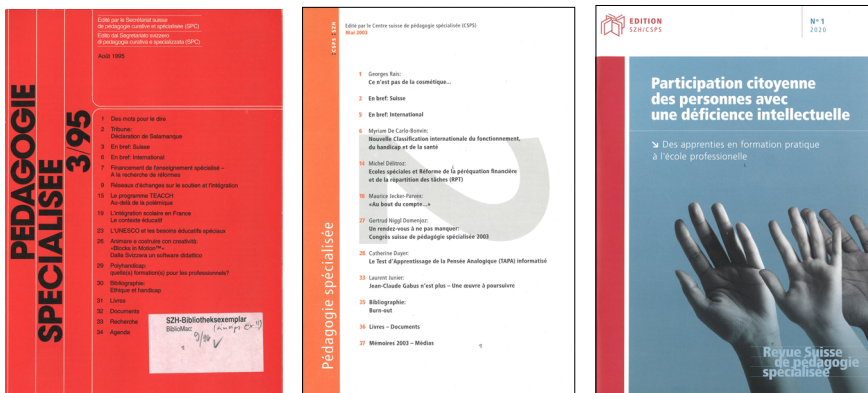 Edité par le Secrétariat suisse
de pédagogie curative et spécialisée (SPC)
Edito dal Segretariato svizzero
di pedagogia curativa e specializzata (SPC)
Août 1995
PEDAGOGIE
SPECIALISEE
3/95
1 Des mots pour le dire
2 Tribune:
Déclaration de Salamanque
3 En bref: Suisse
6 En bref: International
7 Financement de l'enseignement spécialisé –
A la recherche de réformes
9 Réseaux d'échanges sur le soutien et l'intégration
15 Le programme TEACCH
Au-delà de la polémique
19 L'intégration scolaire en France
Le contexte éducatif
23 L'UNESCO et les besoins éducatifs spéciaux
26 Animare e costruire con creatività:
«Blocks in Motion™»
Dalla Svizzera un software didattico
29 Polyhandicap:
quelle(s) formation(s) pour les professionnels?
30 Bibliographie:
Ethique et handicap
31 Livres
32 Documents
33 Recherche
34 Agenda
SZH-Bibliotheksexemplar
BiblioMac:
9/96
CSPS SZH
Edité par le Centre suisse de pédagogie spécialisée (CSPS)
Mai 2003
2
1 Georges Rais:
Ce n'est pas de la cosmétique...
3 En bref: Suisse
5 En bref: International
6 Myriam De Carlo-Bonvin:
Nouvelle Classification internationale du fonctionnement,
du handicap et de la santé
Michel Délitroz:
Ecoles spéciales et Réforme de la péréquation financière
et de la répartition des tâches (RPT)
Maurice Jecker-Parvex:
«Au bout du compte...»
27 Gertrud Niggl Domenjoz:
Un rendez-vous à ne pas manquer:
Congrès suisse de pédagogie spécialisée 2003
28 Catherine Dayer:
Le Test d'Apprentissage de la Pensée Analogique (TAPA) informatisé
33 Laurent Junier:
Jean-Claude Gabus n'est plus – Une œuvre à poursuivre
35 Bibliographie:
Burn-out
36 Livres – Documents
37 Mémoires 2003 – Médias
Pédagogie spécialisée
EDITION
SZH/CSPS
N° 1
2020
Participation citoyenne
des personnes avec
une déficience intellectuelle
↘ Des apprenties en formation pratique
à l'école professionelle
Revue Suisse
de pédagogie
spécialisée